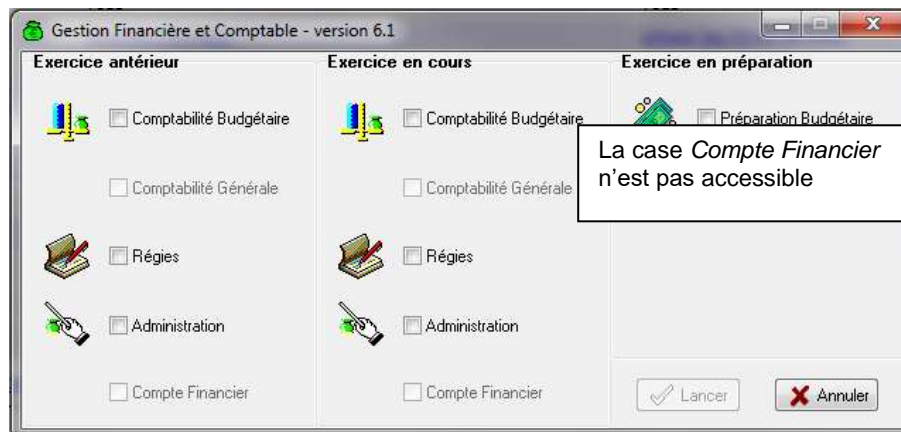 Gestion Financière et Comptable - version 6.1
Exercice antérieur
Comptabilité Budgétaire
Comptabilité Générale
Régies
Administration
Compte Financier
Exercice en cours
Comptabilité Budgétaire
Comptabilité Générale
Régies
Administration
Compte Financier
Exercice en préparation
Préparation Budgétaire
La case Compte Financier
n'est pas accessible
Lancer
Annuler